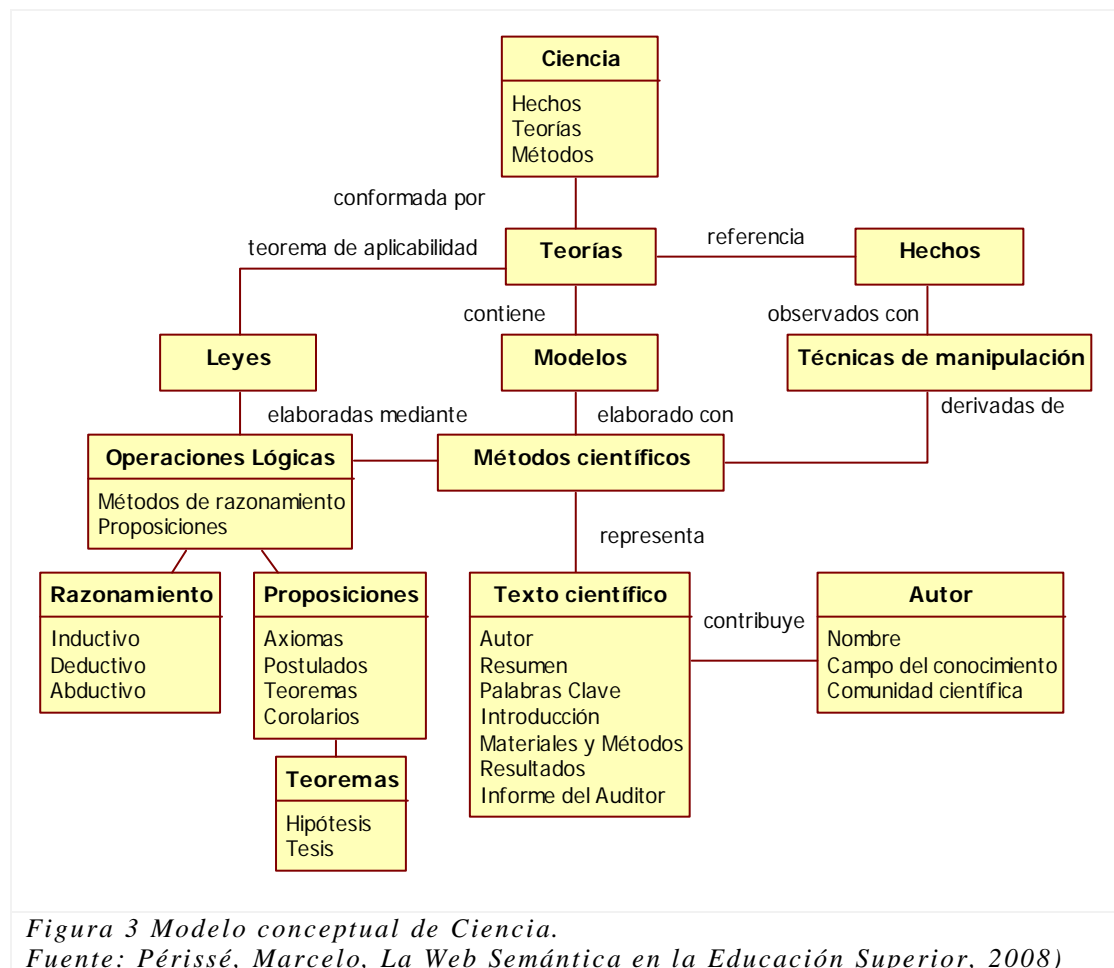 Ciencia
Hechos
Teorías
Métodos
conformada por
teorema de aplicabilidad
Teorías
referencia
Hechos
contiene
observados con
Leyes
Modelos
Técnicas de manipulación
elaboradas mediante
elaborado con
derivadas de
Operaciones Lógicas
Métodos de razonamiento
Proposiciones
Métodos científicos
representa
Razonamiento
Inductivo
Deductivo
Abductivo
Proposiciones
Axiomas
Postulados
Teoremas
Corolarios
Teoremas
Hipótesis
Tesis
Texto científico
Autor
Resumen
Palabras Clave
Introducción
Materiales y Métodos
Resultados
Informe del Auditor
contribuye
Autor
Nombre
Campo del conocimiento
Comunidad científica
Figura 3 Modelo conceptual de Ciencia.
Fuente: Périssé, Marcelo, La Web Semántica en la Educación Superior, 2008)